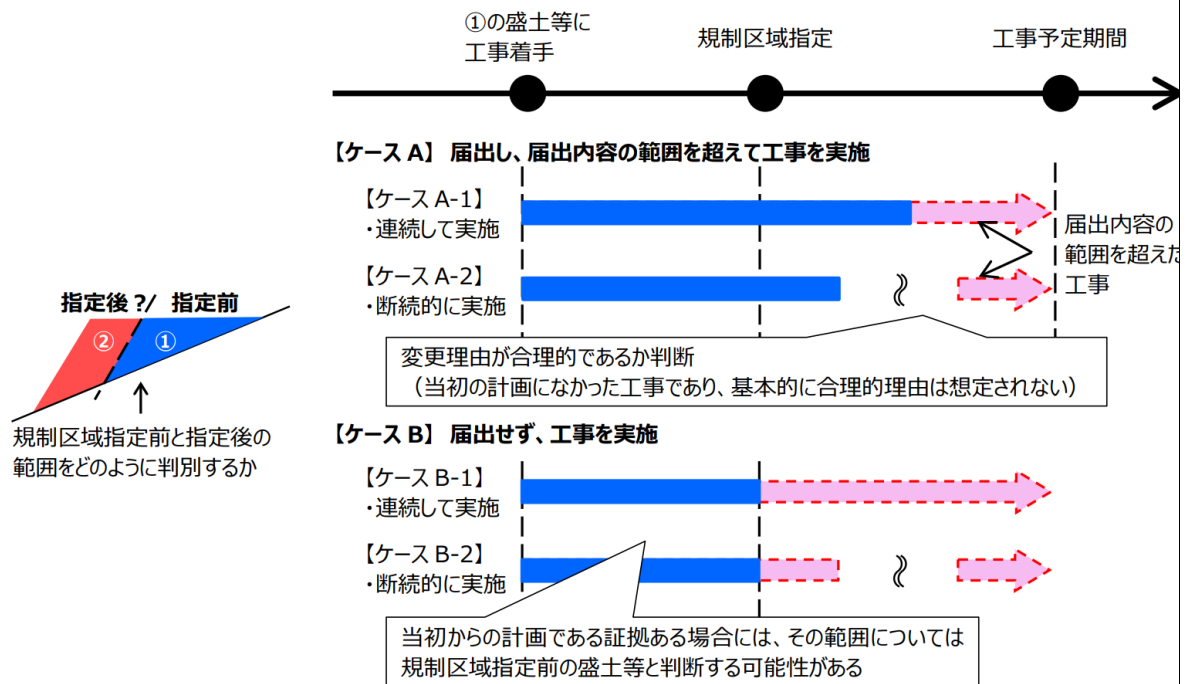 ①の盛土等に
工事着手
規制区域指定
工事予定期間
【ケース A】 届出し、届出内容の範囲を超えて工事を実施
【ケース A-1】
・連続して実施
届出内容の
範囲を超えた
工事
【ケース A-2】
・断続的に実施
変更理由が合理的であるか判断
（当初の計画になかった工事であり、基本的に合理的理由は想定されない）
指定後 ?/ 指定前
② ①
規制区域指定前と指定後の
範囲をどのように判別するか
【ケース B】 届出せず、工事を実施
【ケース B-1】
・連続して実施
【ケース B-2】
・断続的に実施
当初からの計画である証拠ある場合には、その範囲については
規制区域指定前の盛土等と判断する可能性がある